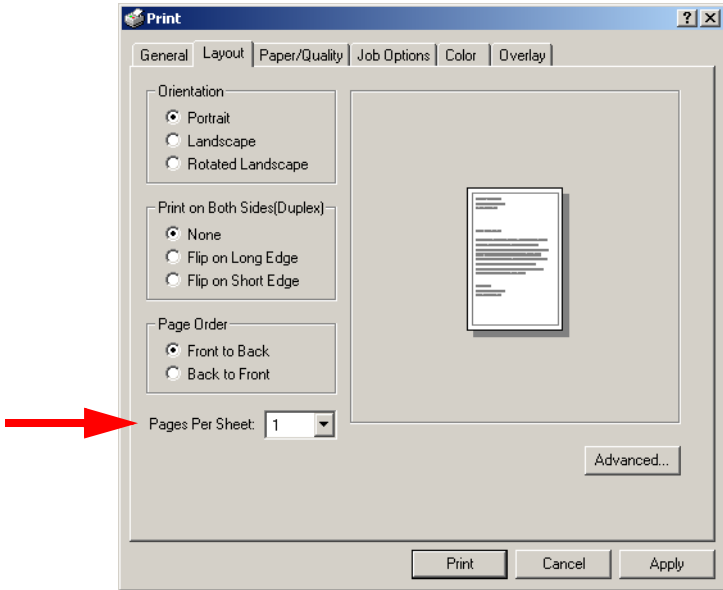 Print
General Layout Paper/Quality Job Options Color Overlay
Orientation
Portrait
Landscape
Rotated Landscape
Print on Both Sides(Duplex)
None
Flip on Long Edge
Flip on Short Edge
Page Order
Front to Back
Back to Front
Pages Per Sheet: 1
Advanced...
Print Cancel Apply